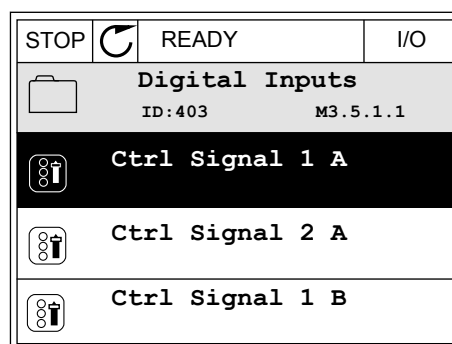 STOP READY I/O
Digital Inputs
ID:403 M3.5.1.1
Ctrl Signal 1 A
Ctrl Signal 2 A
Ctrl Signal 1 B